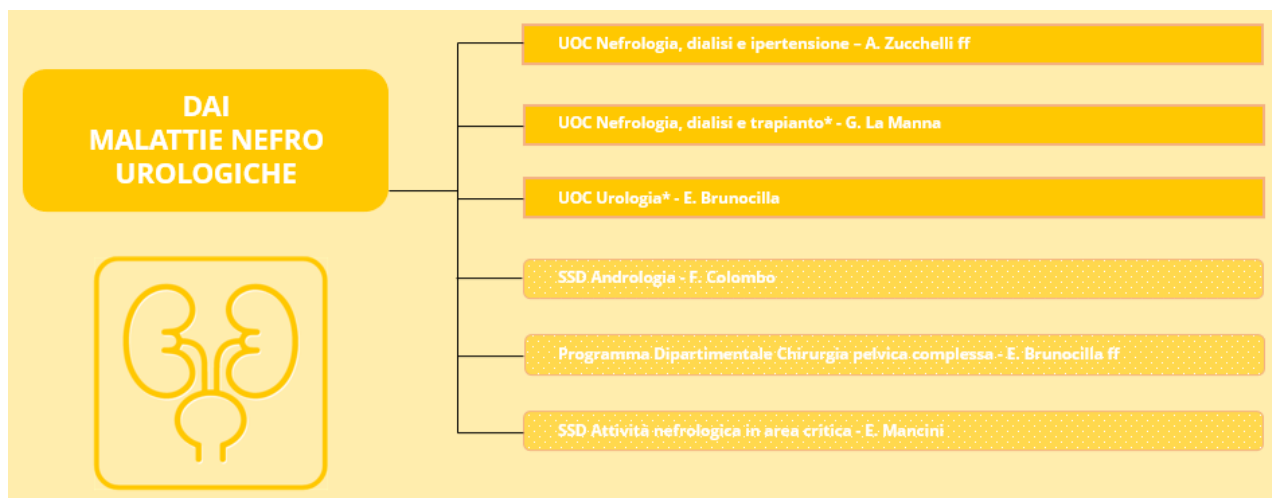 DAI
MALATTIE NEFRO
UROLOGICHE
UOC Nefrologia, dialisi e ipertensione – A. Zucchelli ff
UOC Nefrologia, dialisi e trapianto* - G. La Manna
UOC Urologia* - E. Brunocilla
SSD Andrologia - F. Colombo
Programma Dipartimentale Chirurgia pelvica complessa - E. Brunocilla ff
SSD Attività nefrologica in area critica - E. Mancini